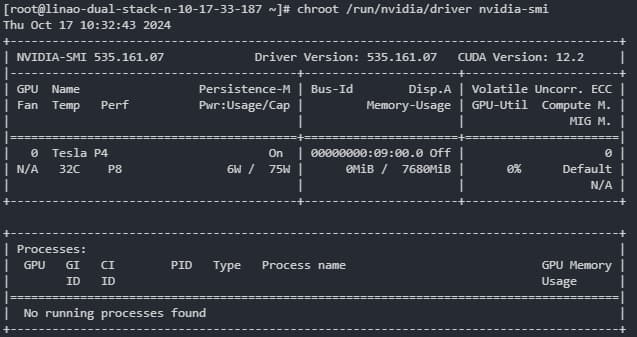 [root@linao-dual-stack-n-10-17-33-187 ~]# chroot /run/nvidia/driver nvidia-smi
Thu Oct 17 10:32:43 2024
+---------------------------------------------------------------------------------------+
| NVIDIA-SMI 535.161.07             Driver Version: 535.161.07   CUDA Version: 12.2     |
|-----------------------------------------+----------------------+----------------------+
| GPU  Name                 Persistence-M | Bus-Id        Disp.A | Volatile Uncorr. ECC |
| Fan  Temp   Perf          Pwr:Usage/Cap |         Memory-Usage | GPU-Util  Compute M. |
|                                         |                      |               MIG M. |
|=========================================+======================+======================|
|   0  Tesla P4                       On  | 00000000:09:00.0 Off |                    0 |
| N/A   32C    P8               6W /  75W |      0MiB /  7680MiB |      0%      Default |
|                                         |                      |                  N/A |
+-----------------------------------------+----------------------+----------------------+

+---------------------------------------------------------------------------------------+
| Processes:                                                                            |
|  GPU   GI   CI        PID   Type   Process name                            GPU Memory |
|        ID   ID                                                             Usage      |
|=======================================================================================|
|  No running processes found                                                           |
+---------------------------------------------------------------------------------------+